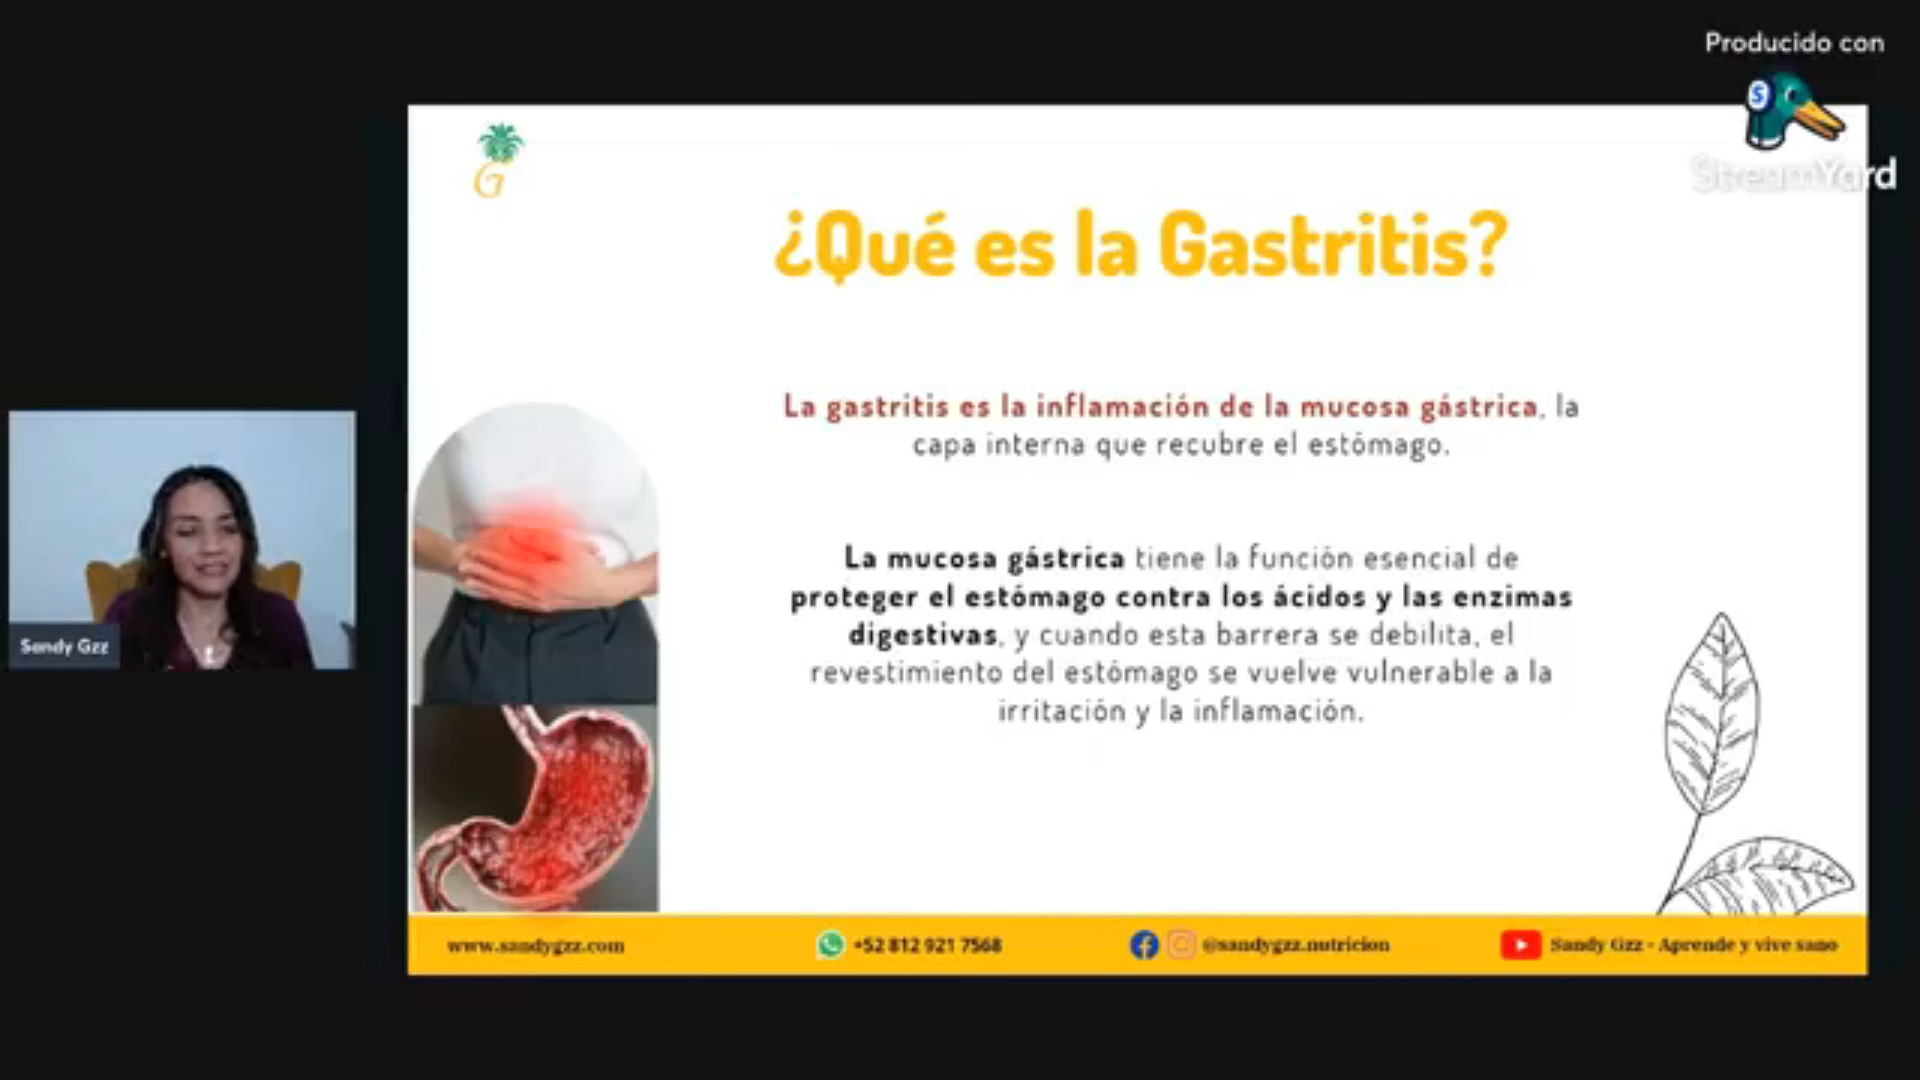 Producido con
S
StreamYard
G
¿Qué es la Gastritis?
La gastritis es la inflamación de la mucosa gástrica, la
capa interna que recubre el estómago.
La mucosa gástrica tiene la función esencial de
proteger el estómago contra los ácidos y las enzimas
digestivas, y cuando esta barrera se debilita, el
revestimiento del estómago se vuelve vulnerable a la
irritación y la inflamación.
Sandy Gzz
www.sandygzz.com
+52 812 921 7568
@sandygzz.nutricion
Sandy Gzz - Aprende y vive sano